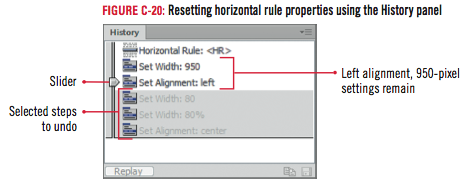 FIGURE C-20: Resetting horizontal rule properties using the History panel
History
Horizontal Rule: <HR>
Set Width: 950
Set Alignment: left
Set Width: 80
Set Width: 80%
Set Alignment: center
Replay
Slider
Selected steps
to undo
Left alignment, 950-pixel
settings remain